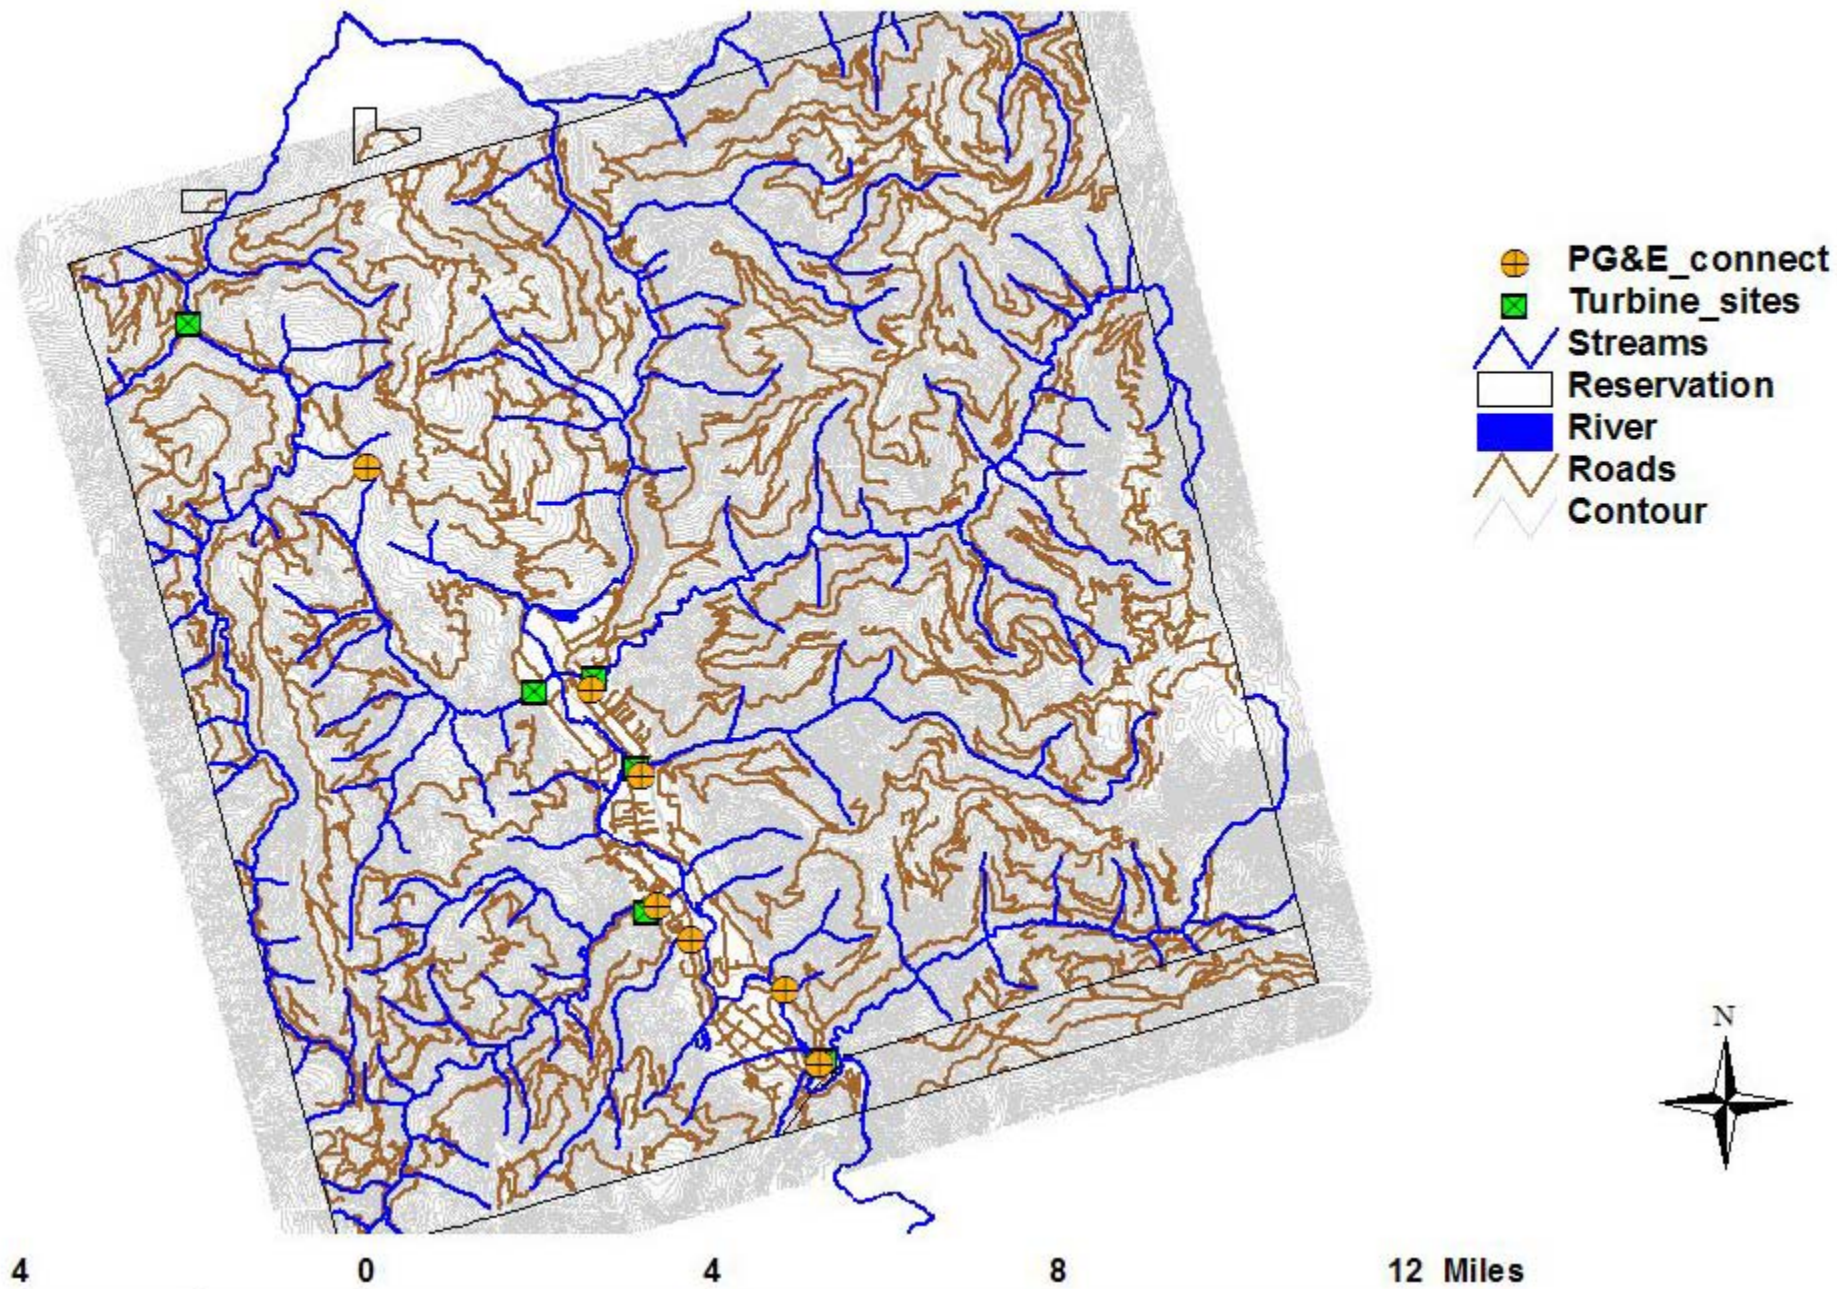 PG&E_connect
Turbine_sites
Streams
Reservation
River
Roads
Contour
N
4 0 4 8 12 Miles